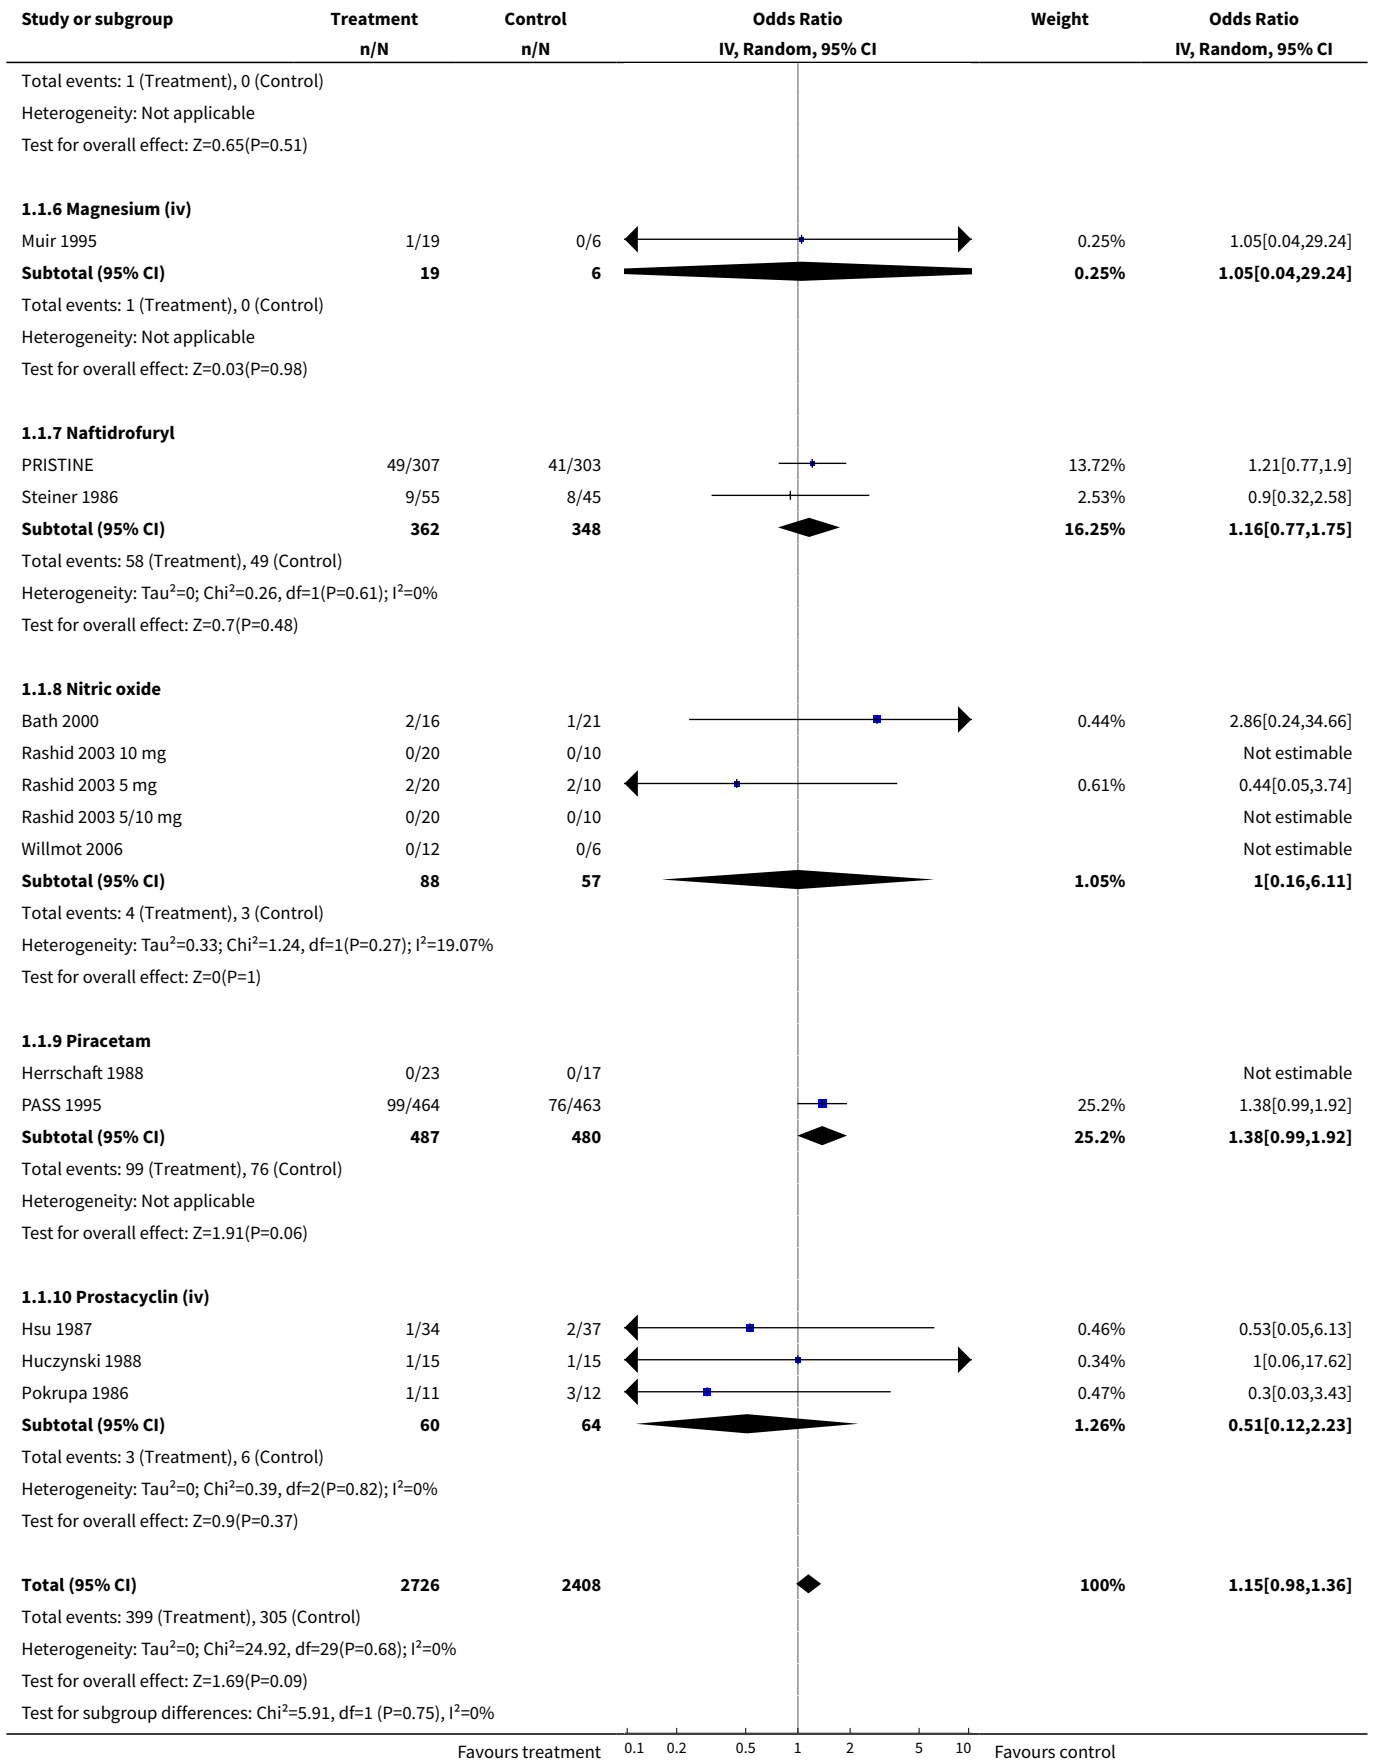 Study or subgroup Treatment Control Odds Ratio Weight Odds Ratio
n/N n/N IV, Random, 95% CI IV, Random, 95% CI
Total events: 1 (Treatment), 0 (Control)
Heterogeneity: Not applicable
Test for overall effect: Z=0.65(P=0.51)
1.1.6 Magnesium (iv)
Muir 1995 1/19 0/6 0.25% 1.05[0.04,29.24]
Subtotal (95% CI) 19 6 0.25% 1.05[0.04,29.24]
Total events: 1 (Treatment), 0 (Control)
Heterogeneity: Not applicable
Test for overall effect: Z=0.03(P=0.98)
1.1.7 Naftidrofuryl
PRISTINE 49/307 41/303 13.72% 1.21[0.77,1.9]
Steiner 1986 9/55 8/45 2.53% 0.9[0.32,2.58]
Subtotal (95% CI) 362 348 16.25% 1.16[0.77,1.75]
Total events: 58 (Treatment), 49 (Control)
Heterogeneity: Tau²=0; Chi²=0.26, df=1(P=0.61); I²=0%
Test for overall effect: Z=0.7(P=0.48)
1.1.8 Nitric oxide
Bath 2000 2/16 1/21 0.44% 2.86[0.24,34.66]
Rashid 2003 10 mg 0/20 0/10 Not estimable
Rashid 2003 5 mg 2/20 2/10 0.61% 0.44[0.05,3.74]
Rashid 2003 5/10 mg 0/20 0/10 Not estimable
Willmot 2006 0/12 0/6 Not estimable
Subtotal (95% CI) 88 57 1.05% 1[0.16,6.11]
Total events: 4 (Treatment), 3 (Control)
Heterogeneity: Tau²=0.33; Chi²=1.24, df=1(P=0.27); I²=19.07%
Test for overall effect: Z=0(P=1)
1.1.9 Piracetam
Herrschaft 1988 0/23 0/17 Not estimable
PASS 1995 99/464 76/463 25.2% 1.38[0.99,1.92]
Subtotal (95% CI) 487 480 25.2% 1.38[0.99,1.92]
Total events: 99 (Treatment), 76 (Control)
Heterogeneity: Not applicable
Test for overall effect: Z=1.91(P=0.06)
1.1.10 Prostacyclin (iv)
Hsu 1987 1/34 2/37 0.46% 0.53[0.05,6.13]
Huczynski 1988 1/15 1/15 0.34% 1[0.06,17.62]
Pokrupa 1986 1/11 3/12 0.47% 0.3[0.03,3.43]
Subtotal (95% CI) 60 64 1.26% 0.51[0.12,2.23]
Total events: 3 (Treatment), 6 (Control)
Heterogeneity: Tau²=0; Chi²=0.39, df=2(P=0.82); I²=0%
Test for overall effect: Z=0.9(P=0.37)
Total (95% CI) 2726 2408 100% 1.15[0.98,1.36]
Total events: 399 (Treatment), 305 (Control)
Heterogeneity: Tau²=0; Chi²=24.92, df=29(P=0.68); I²=0%
Test for overall effect: Z=1.69(P=0.09)
Test for subgroup differences: Chi²=5.91, df=1 (P=0.75), I²=0%
Favours treatment 0.1 0.2 0.5 1 2 5 10 Favours control